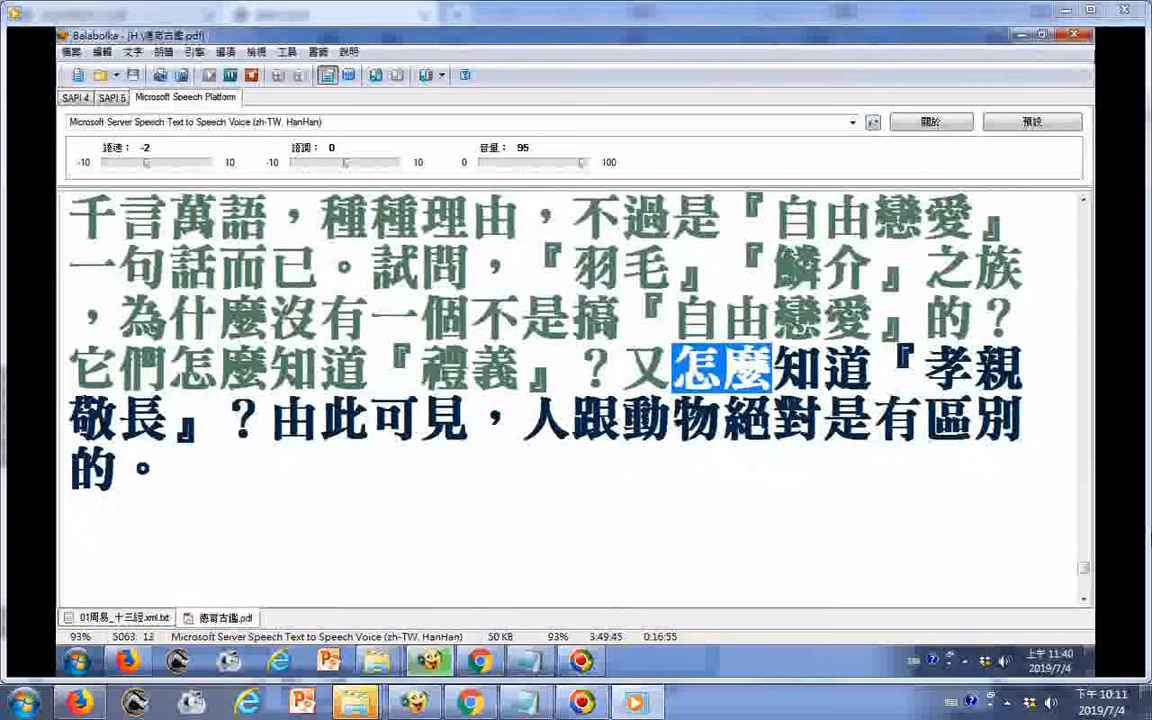 Balabolka - [H:\德育古鑑.pdf]
檔案 編輯 文字 朗讀 引擎 選項 檢視 工具 書籤 說明
SAPI 4 SAPI 5 Microsoft Speech Platform
Microsoft Server Speech Text to Speech Voice (zh-TW, HanHan) 關於 預設
語速： -2 語調： 0 音量： 95
-10 10 -10 10 0 100
千言萬語，種種理由，不過是『自由戀愛』
一句話而已。試問，『羽毛』『鱗介』之族
，為什麼沒有一個不是搞『自由戀愛』的？
它們怎麼知道『禮義』？又怎麼知道『孝親
敬長』？由此可見，人跟動物絕對是有區別
的。
01周易_十三經.xml.txt 德育古鑑.pdf
93% 5063: 13 Microsoft Server Speech Text to Speech Voice (zh-TW, HanHan) 50 KB 93% 3:49:45 0:16:55
上午 11:40
2019/7/4
下午 10:11
2019/7/4